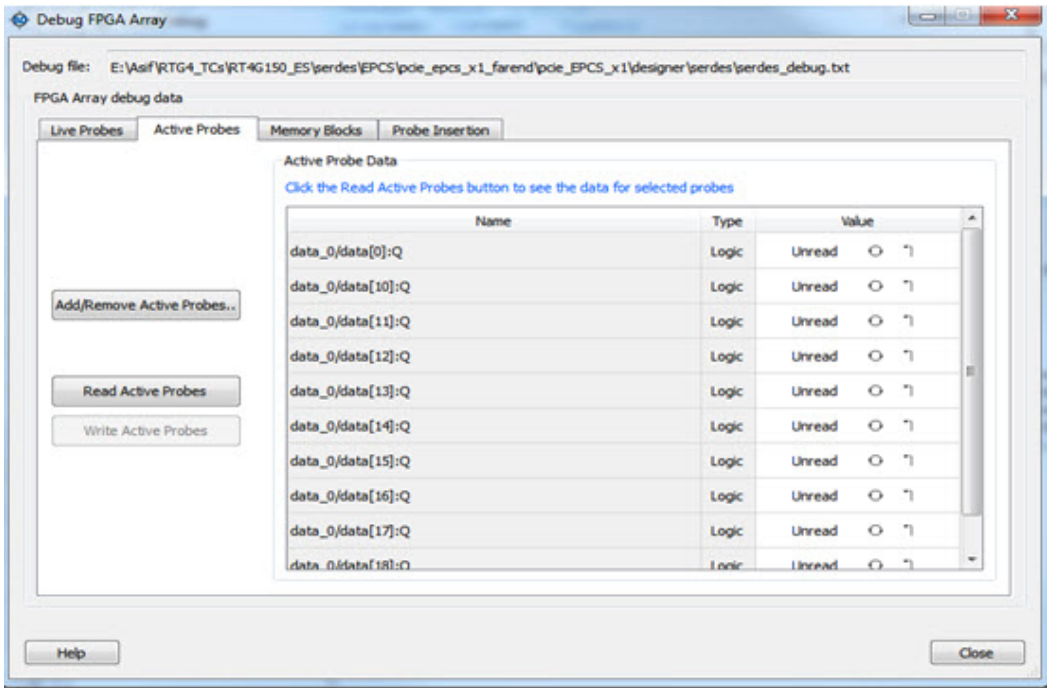 Debug FPGA Array
Debug file: E:\Asif\RTG4_TCs\RT4G150_ES\serdes\EPCS\pcie_epcs_x1_farend\pcie_EPCS_x1\designer\serdes\serdes_debug.txt
FPGA Array debug data
Live Probes Active Probes Memory Blocks Probe Insertion
Active Probe Data
Click the Read Active Probes button to see the data for selected probes
Name Type Value
data_0/data[0]:Q Logic Unread
data_0/data[10]:Q Logic Unread
Add/Remove Active Probes..
data_0/data[11]:Q Logic Unread
data_0/data[12]:Q Logic Unread
Read Active Probes
data_0/data[13]:Q Logic Unread
Write Active Probes
data_0/data[14]:Q Logic Unread
data_0/data[15]:Q Logic Unread
data_0/data[16]:Q Logic Unread
data_0/data[17]:Q Logic Unread
data_0/data[18]:Q Logic Unread
Help Close